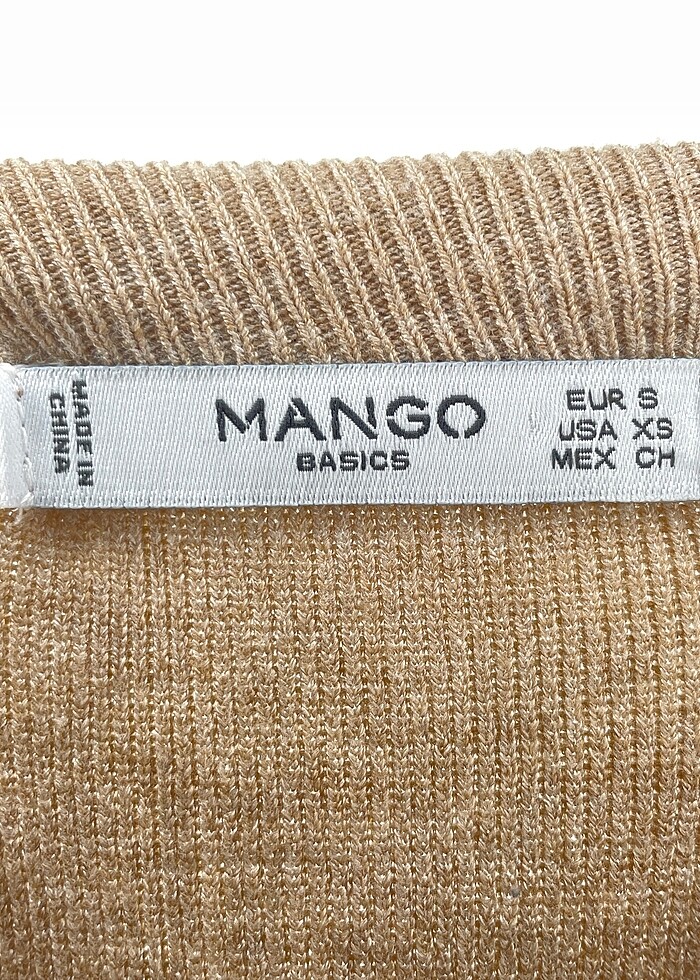 MADE IN
CHINA
MANGO
BASICS
EUR S
USA XS
MEX CH